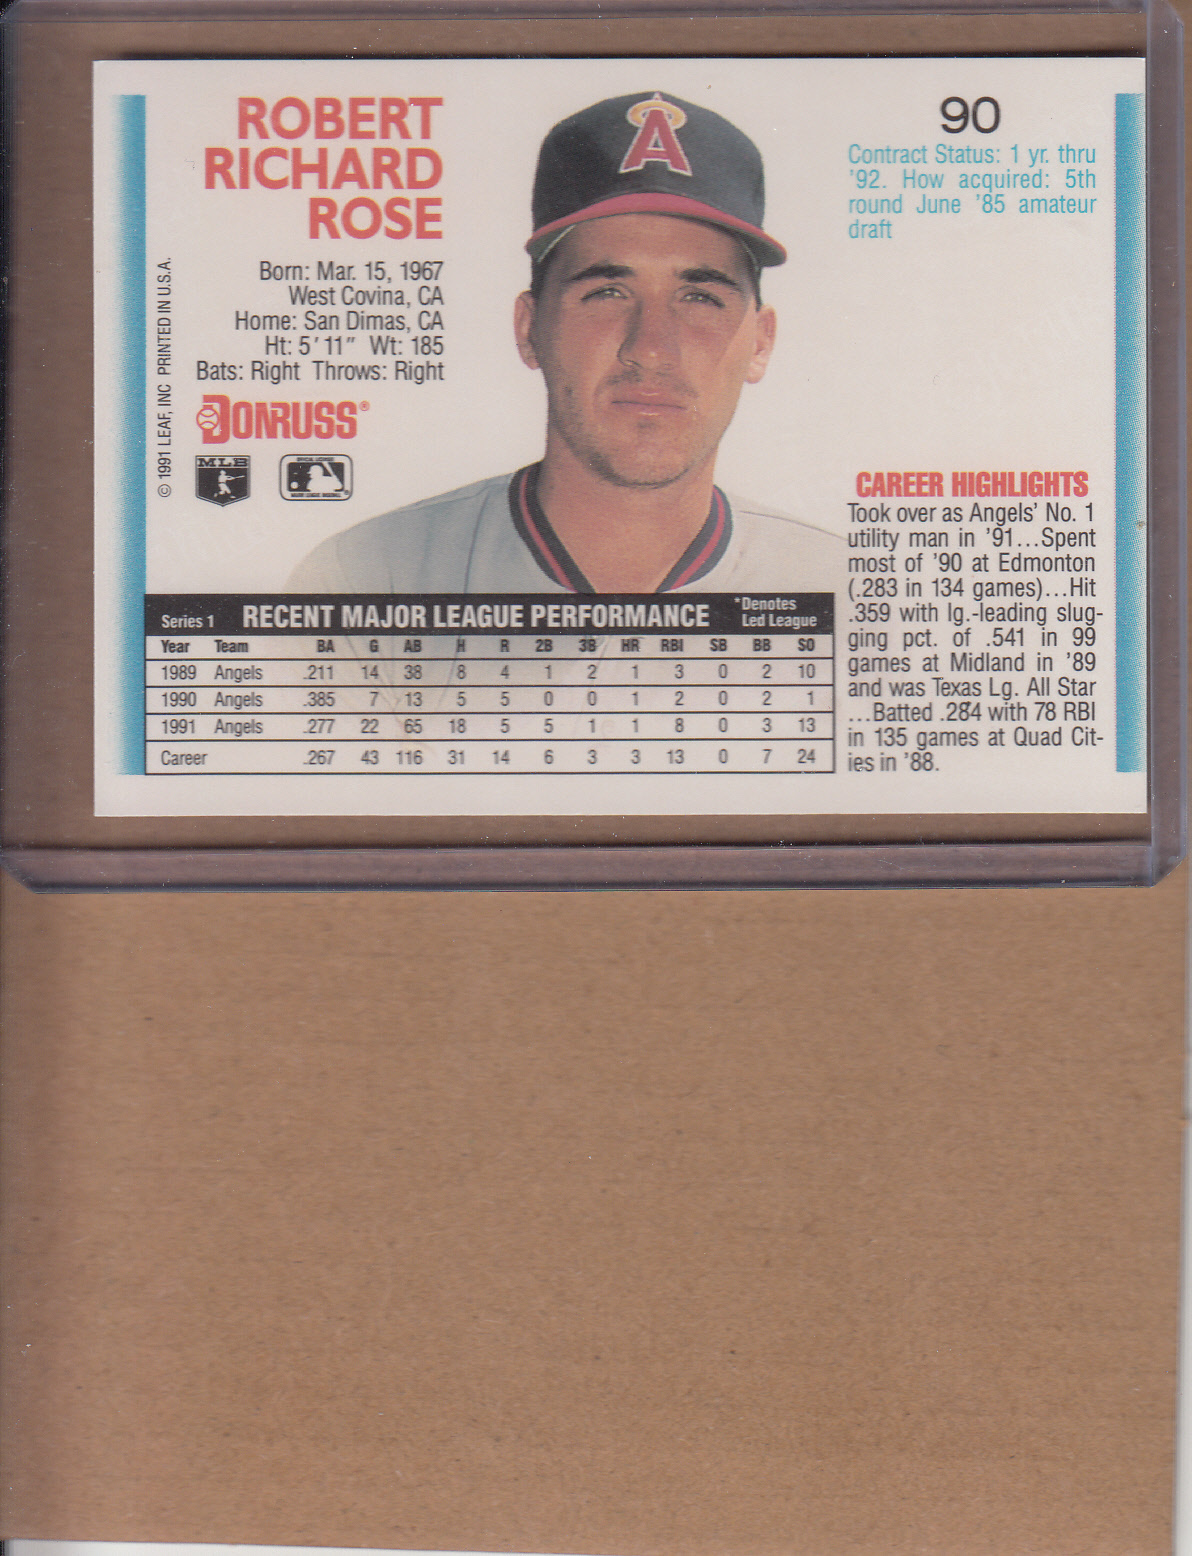 ROBERT
RICHARD
ROSE
Born: Mar. 15, 1967
West Covina, CA
Home: San Dimas, CA
Ht: 5'11" Wt: 185
Bats: Right Throws: Right
DONRUSS®
MLB
© 1991 LEAF, INC PRINTED IN U.S.A.
A
90
Contract Status: 1 yr. thru
'92. How acquired: 5th
round June '85 amateur
draft
CAREER HIGHLIGHTS
Took over as Angels' No. 1
utility man in '91...Spent
most of '90 at Edmonton
(.283 in 134 games)...Hit
.359 with lg.-leading slug-
ging pct. of .541 in 99
games at Midland in '89
and was Texas Lg. All Star
...Batted .284 with 78 RBI
in 135 games at Quad Cit-
ies in '88.
Series 1 RECENT MAJOR LEAGUE PERFORMANCE *Denotes
Led League
Year Team BA G AB H R 2B 3B HR RBI SB BB SO
1989 Angels .211 14 38 8 4 1 2 1 3 0 2 10
1990 Angels .385 7 13 5 5 0 0 1 2 0 2 1
1991 Angels .277 22 65 18 5 5 1 1 8 0 3 13
Career .267 43 116 31 14 6 3 3 13 0 7 24